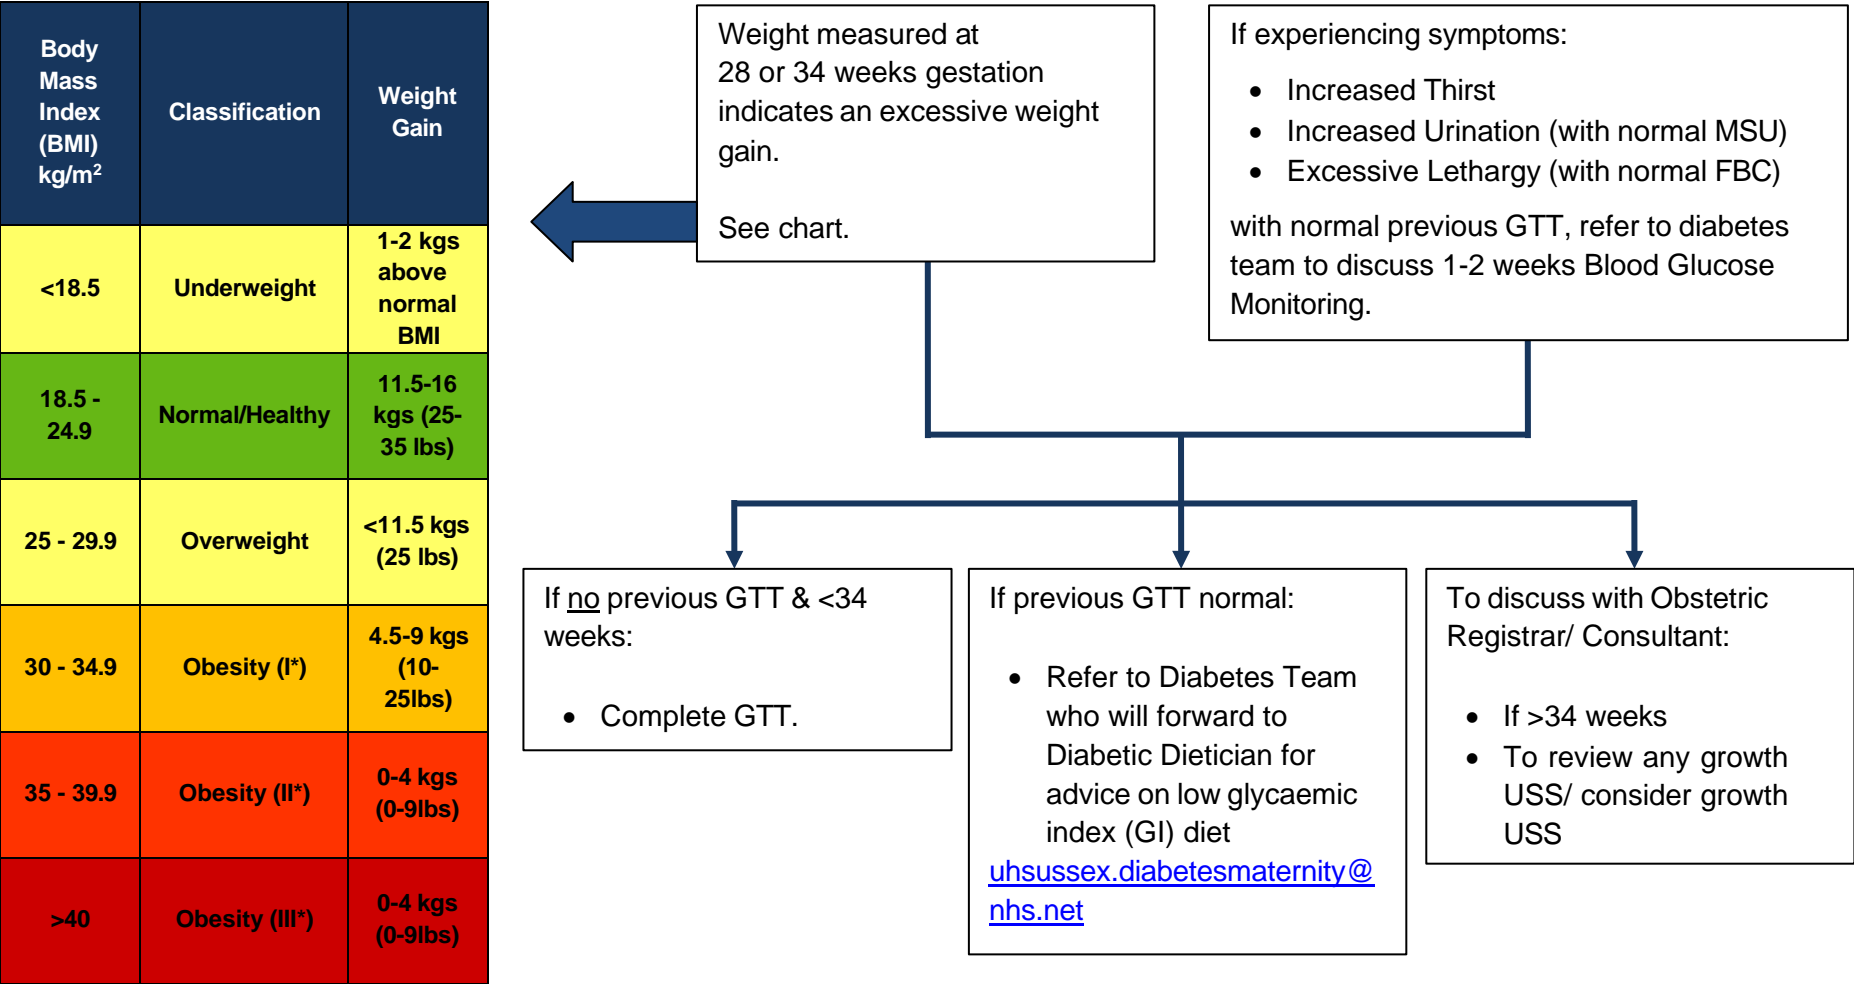 Body
Mass
Index
(BMI)
kg/m²
Classification
Weight
Gain
<18.5
Underweight
1-2 kgs
above
normal
BMI
18.5 -
24.9
Normal/Healthy
11.5-16
kgs (25-
35 lbs)
25 - 29.9
Overweight
<11.5 kgs
(25 lbs)
30 - 34.9
Obesity (I*)
4.5-9 kgs
(10-
25lbs)
35 - 39.9
Obesity (II*)
0-4 kgs
(0-9lbs)
>40
Obesity (III*)
0-4 kgs
(0-9lbs)
Weight measured at
28 or 34 weeks gestation
indicates an excessive weight
gain.
See chart.
If experiencing symptoms:
• Increased Thirst
• Increased Urination (with normal MSU)
• Excessive Lethargy (with normal FBC)
with normal previous GTT, refer to diabetes
team to discuss 1-2 weeks Blood Glucose
Monitoring.
If no previous GTT & <34
weeks:
• Complete GTT.
If previous GTT normal:
• Refer to Diabetes Team
who will forward to
Diabetic Dietician for
advice on low glycaemic
index (GI) diet
uhsussex.diabetesmaternity@
nhs.net
To discuss with Obstetric
Registrar/ Consultant:
• If >34 weeks
• To review any growth
USS/ consider growth
USS